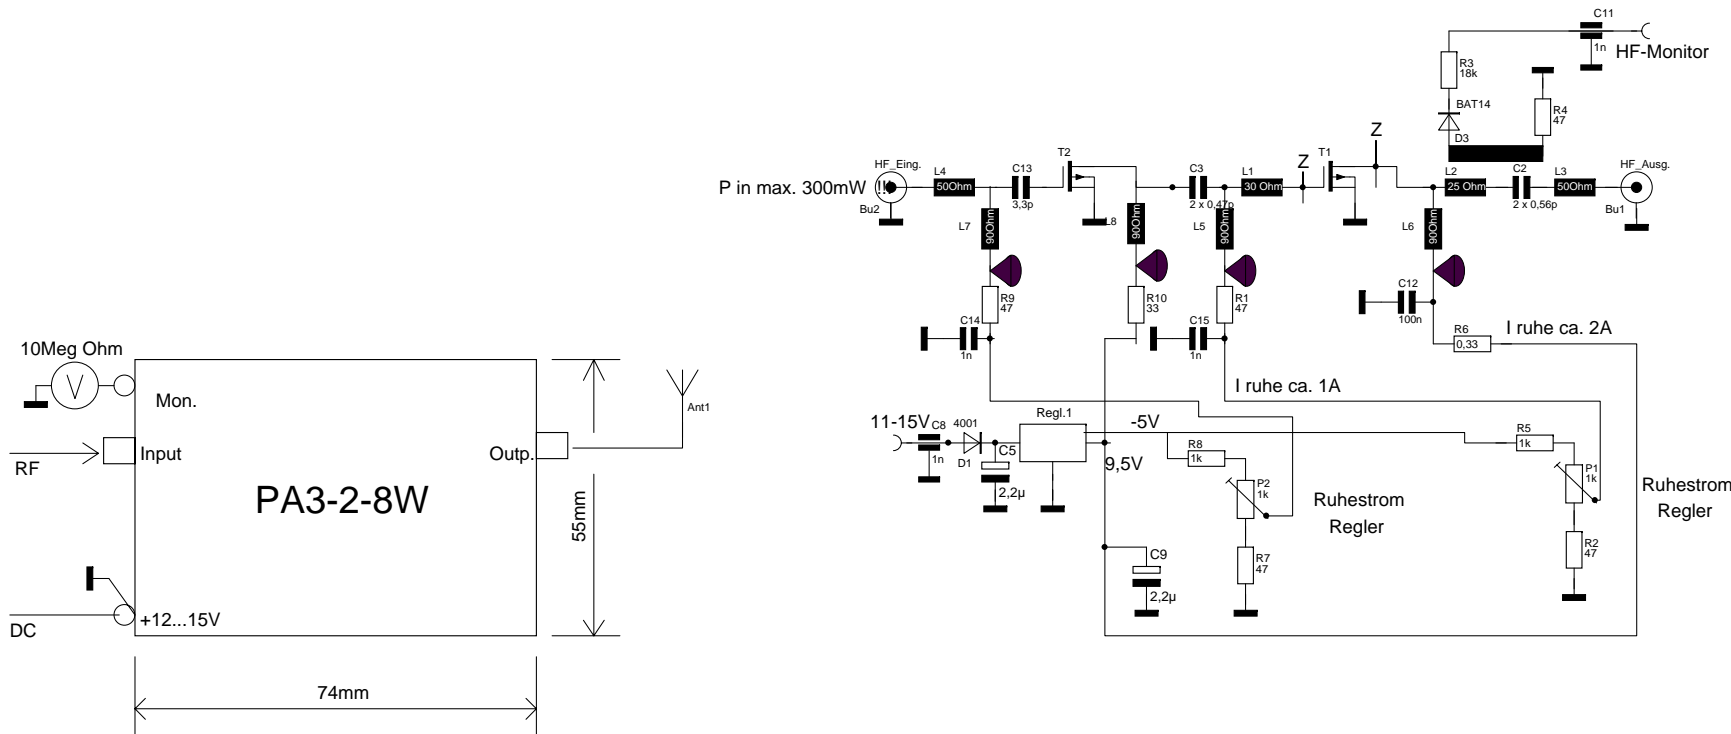 10Meg Ohm
V
Mon.
Input
RF
Outp.
Ant1
PA3-2-8W
55mm
+12...15V
DC
74mm
C11
1n
HF-Monitor
R3
18k
BAT14
D3
R4
47
P in max. 300mW !!!
HF_Eing.
Bu2
L4
50Ohm
C13
3,3p
T2
C3
2 x 0,47p
L1
30 Ohm
Z
T1
Z
L2
25 Ohm
C2
2 x 0,56p
L3
50Ohm
HF_Ausg.
Bu1
L7
90Ohm
L8
90Ohm
L5
90Ohm
L6
90Ohm
R9
47
R10
33
R1
47
C12
100n
C14
1n
C15
1n
R6
0,33
I ruhe ca. 2A
I ruhe ca. 1A
11-15V
C8
1n
4001
D1
C5
2,2µ
Regl.1
-5V
9,5V
R8
1k
P2
1k
R7
47
Ruhestrom
Regler
R5
1k
P1
1k
R2
47
Ruhestrom
Regler
C9
2,2µ